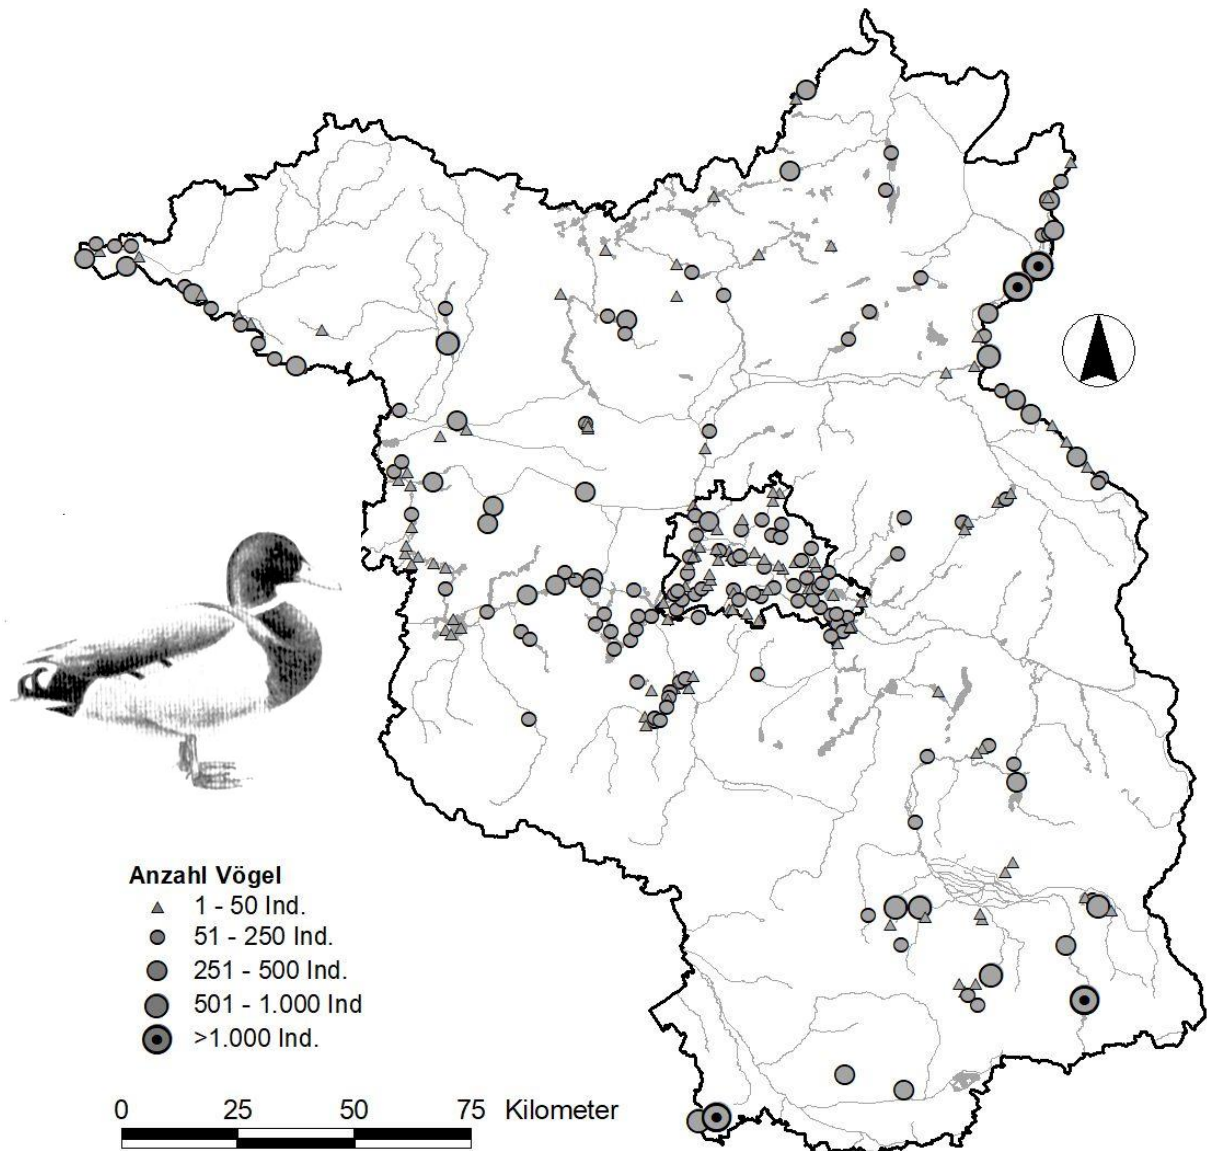 Anzahl Vögel
1 - 50 Ind.
51 - 250 Ind.
251 - 500 Ind.
501 - 1.000 Ind
>1.000 Ind.
0 25 50 75 Kilometer